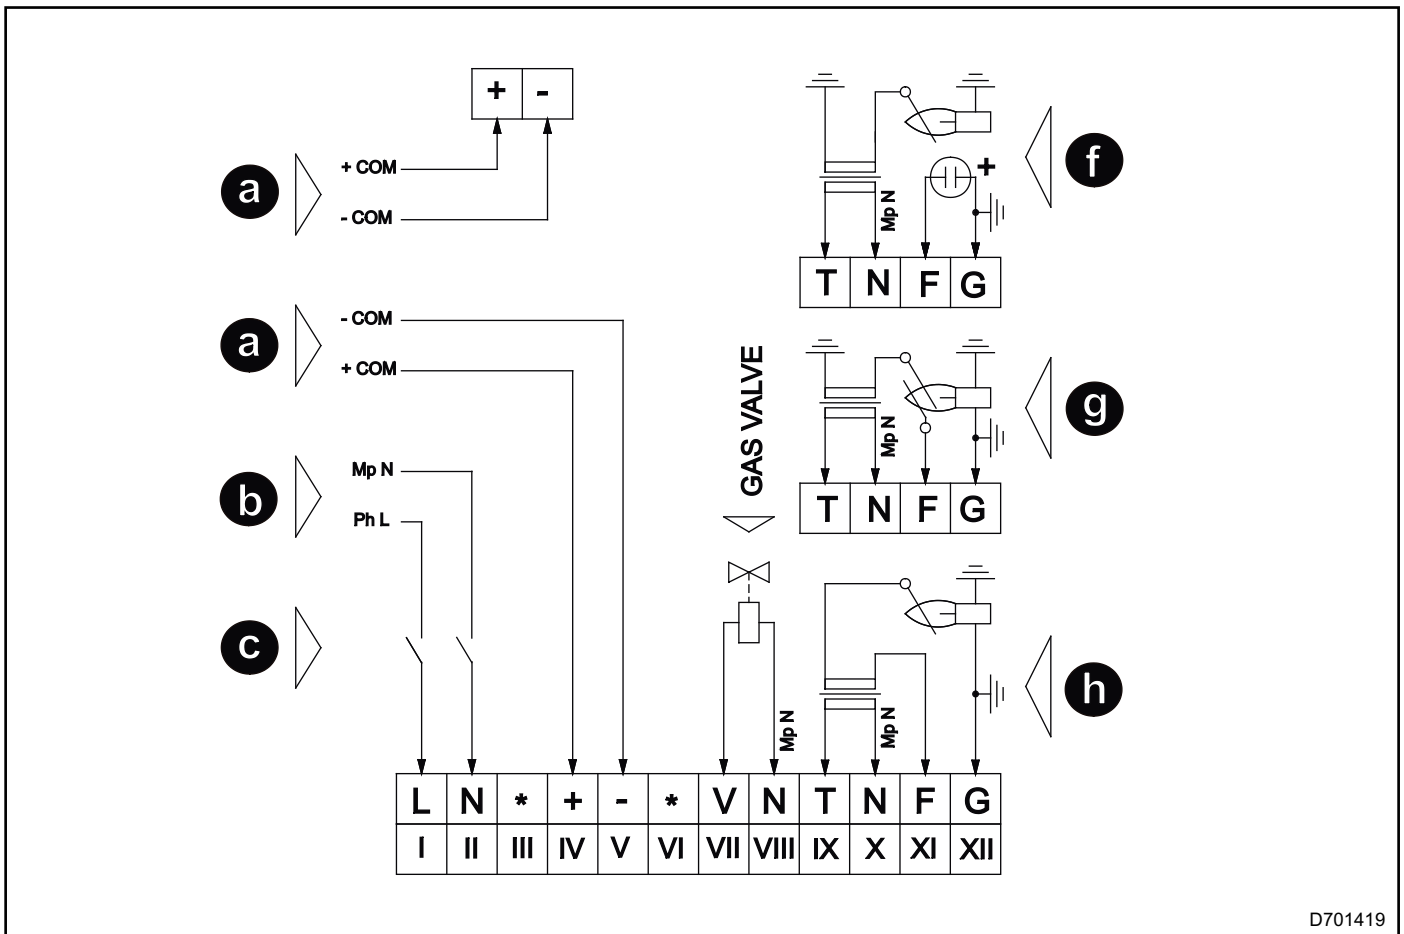 + -
a
+ COM
- COM
a
- COM
+ COM
b
Mp N
Ph L
c
GAS VALVE
Mp N
+
Mp N
T N F G
f
Mp N
T N F G
g
Mp N
h
L N * + - * V N T N F G
I II III IV V VI VII VIII IX X XI XII
D701419